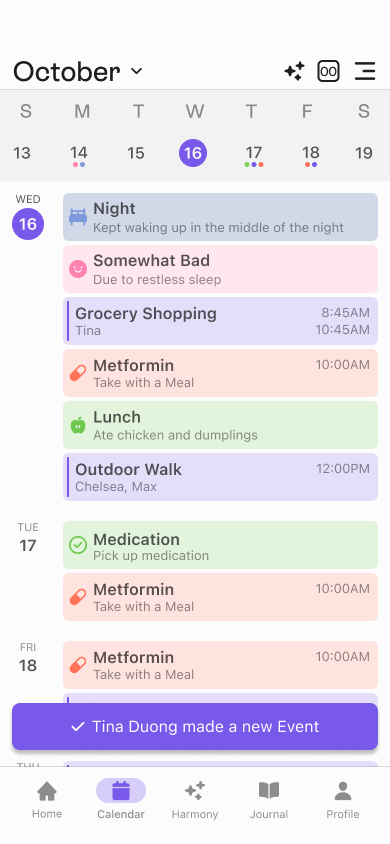 October
00
S M T W T F S
13 14 15 16 17 18 19
WED
16
Night
Kept waking up in the middle of the night
Somewhat Bad
Due to restless sleep
Grocery Shopping 8:45AM
Tina 10:45AM
Metformin 10:00AM
Take with a Meal
Lunch
Ate chicken and dumplings
Outdoor Walk 12:00PM
Chelsea, Max
TUE
17
Medication
Pick up medication
Metformin 10:00AM
Take with a Meal
FRI
18
Metformin 10:00AM
Take with a Meal
Tina Duong made a new Event
THU
Home Calendar Harmony Journal Profile